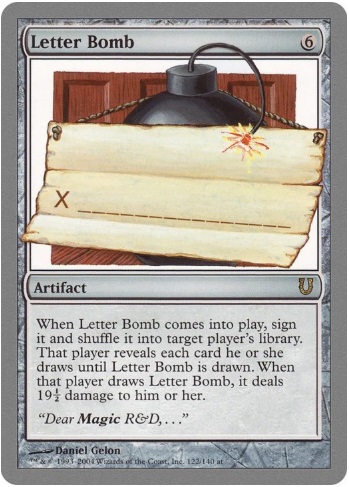 Letter Bomb 6
X
Artifact
When Letter Bomb comes into play, sign
it and shuffle it into target player's library.
That player reveals each card he or she
draws until Letter Bomb is drawn. When
that player draws Letter Bomb, it deals
19½ damage to him or her.
"Dear Magic R&D, . . ."
Daniel Gelon
™ & © 1993–2004 Wizards of the Coast, Inc. 122/140 at